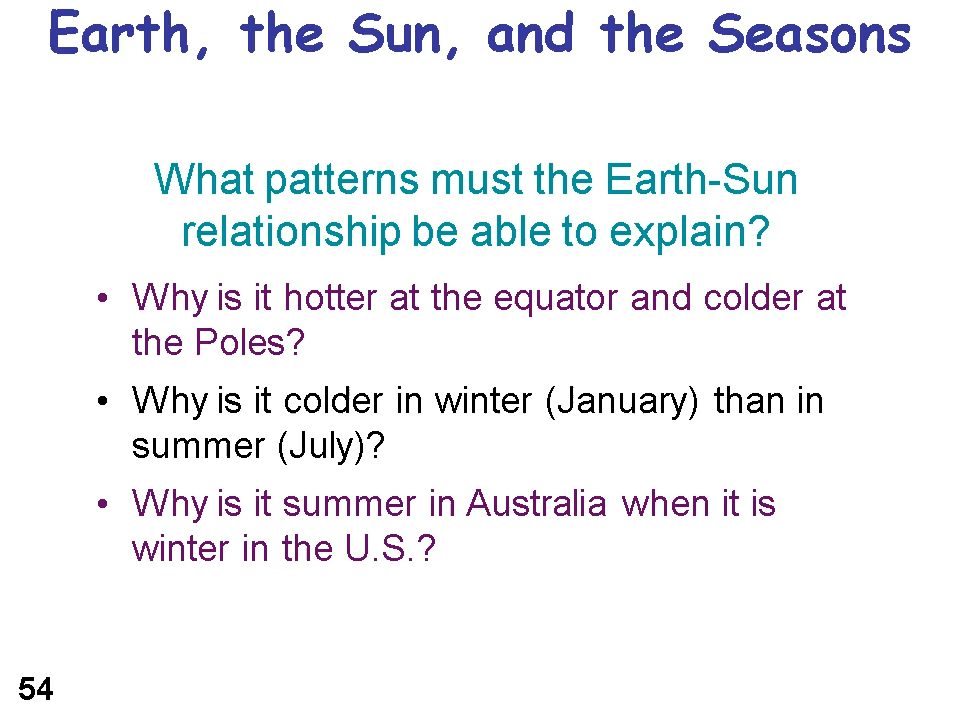 Earth, the Sun, and the Seasons
What patterns must the Earth-Sun
relationship be able to explain?
• Why is it hotter at the equator and colder at
the Poles?
• Why is it colder in winter (January) than in
summer (July)?
• Why is it summer in Australia when it is
winter in the U.S.?
54